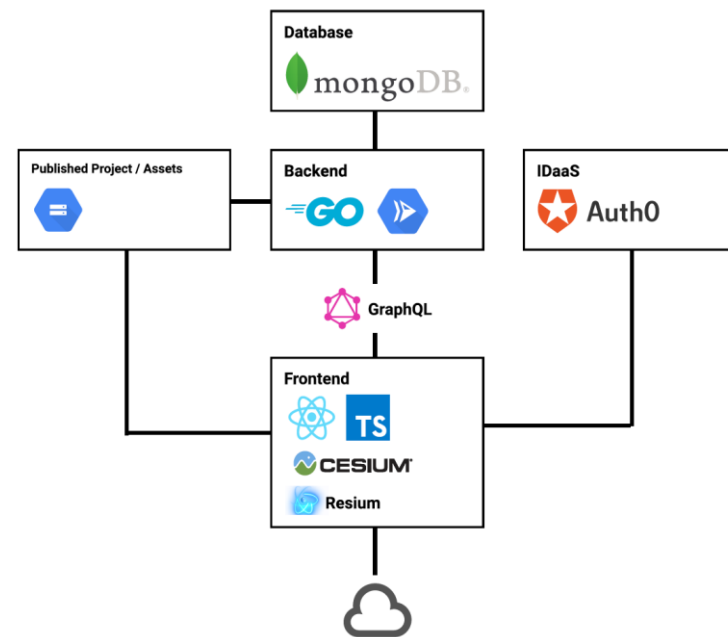 Database
mongoDB®
Published Project / Assets
Backend
GO
IDaaS
Auth0
GraphQL
Frontend
TS
CESIUM
Resium